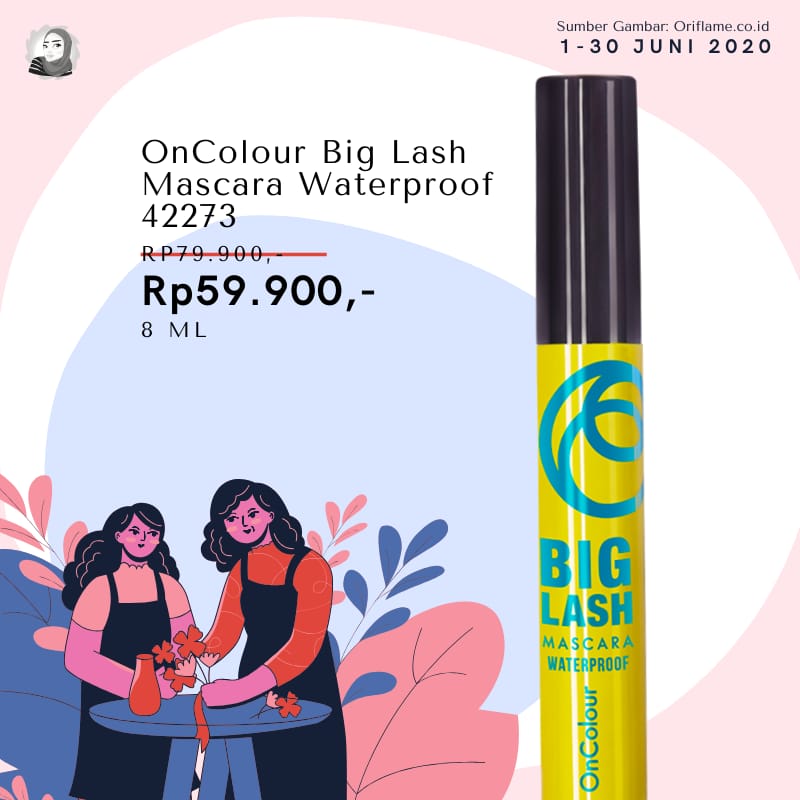 Sumber Gambar: Oriflame.co.id
1-30 JUNI 2020
OnColour Big Lash
Mascara Waterproof
42273
RP79.900,-
Rp59.900,-
8 ML
BIG
LASH
MASCARA
WATERPROOF
OnColour